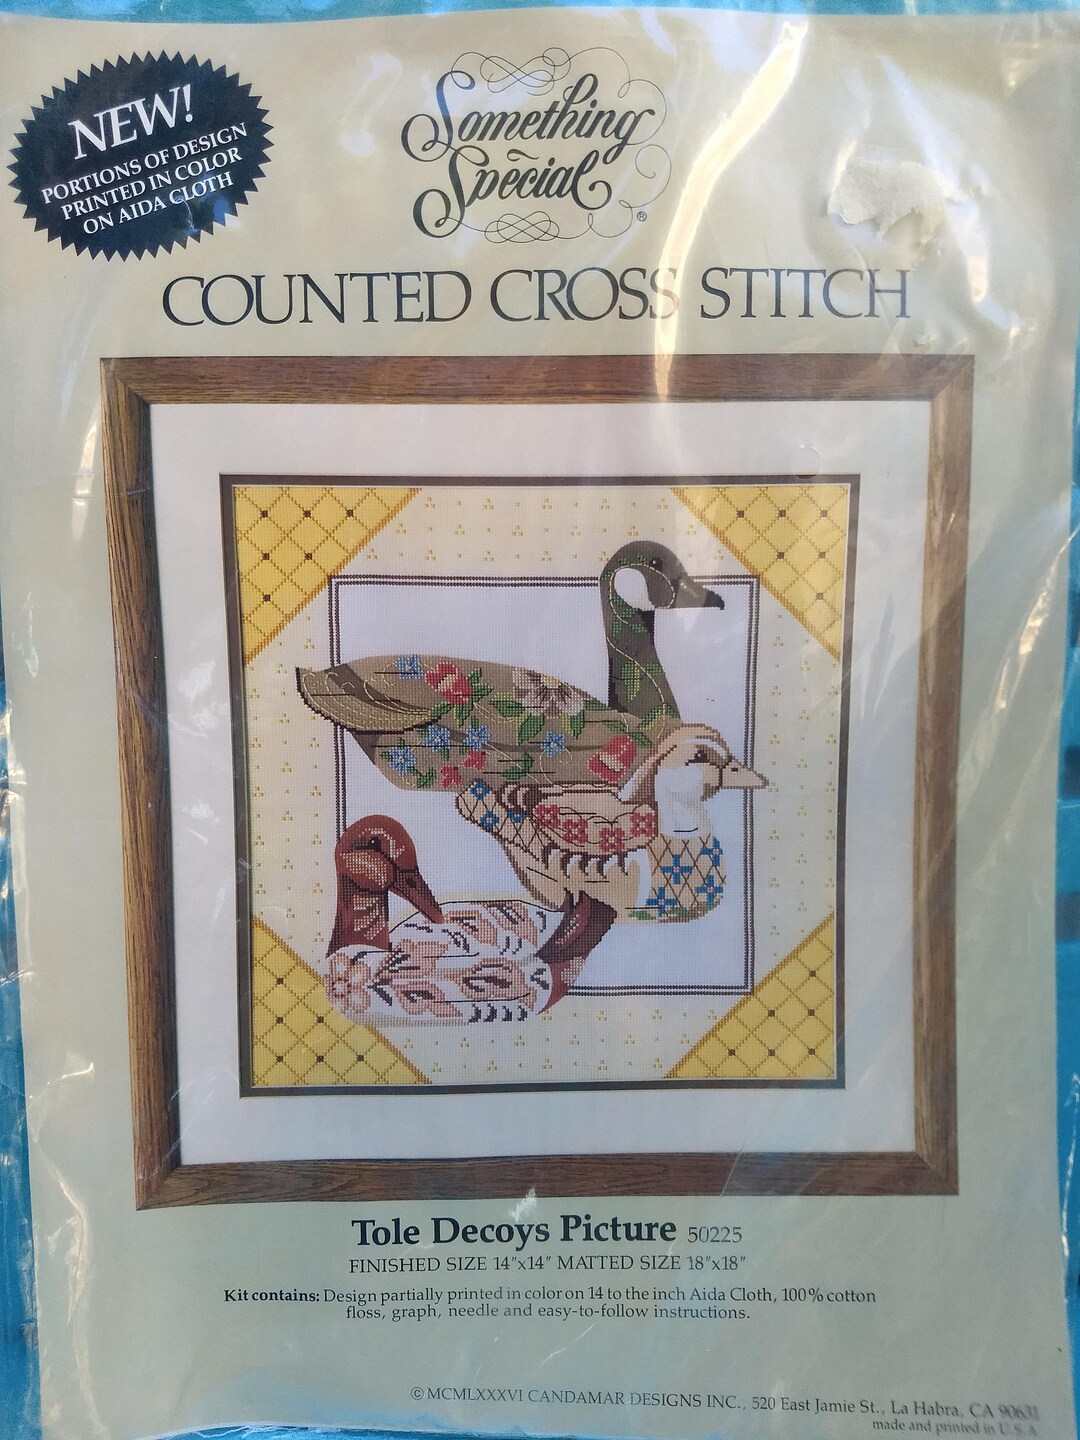 NEW!
PORTIONS OF DESIGN
PRINTED IN COLOR
ON AIDA CLOTH
Something
Special®
COUNTED CROSS STITCH
Tole Decoys Picture 50225
FINISHED SIZE 14"x14" MATTED SIZE 18"x18"
Kit contains: Design partially printed in color on 14 to the inch Aida Cloth, 100% cotton
floss, graph, needle and easy-to-follow instructions.
©MCMLXXXVI CANDAMAR DESIGNS INC., 520 East Jamie St., La Habra, CA 90631
made and printed in U.S.A